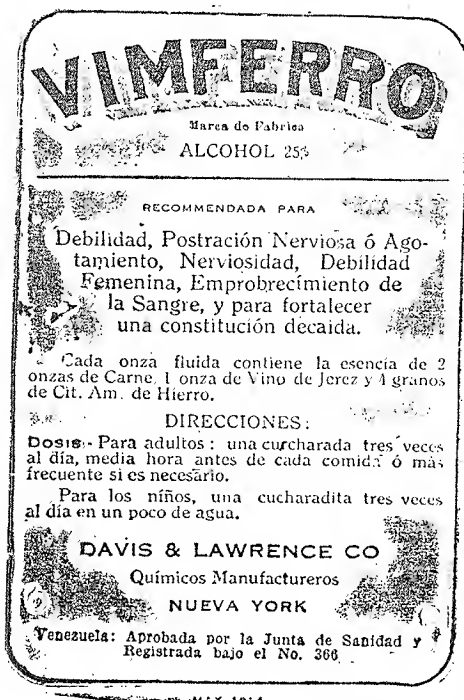 VIMFERRO
Marca de Fabrica
ALCOHOL 25%
RECOMMENDADA PARA
Debilidad, Postración Nerviosa ó Ago-
tamiento, Nerviosidad, Debilidad
Femenina, Emprobrecimiento de
la Sangre, y para fortalecer
una constitución decaida.
Cada onza fluida contiene la esencia de 2
onzas de Carne, 1 onza de Vino de Jerez y 4 granos
de Cit. Am. de Hierro.
DIRECCIONES:
DOSIS:- Para adultos: una cucharada tres veces
al día, media hora antes de cada comida ó más
frecuente si es necesário.
Para los niños, una cucharadita tres veces
al día en un poco de agua.
DAVIS & LAWRENCE CO
Químicos Manufactureros
NUEVA YORK
Venezuela: Aprobada por la Junta de Sanidad y
Registrada bajo el No. 366